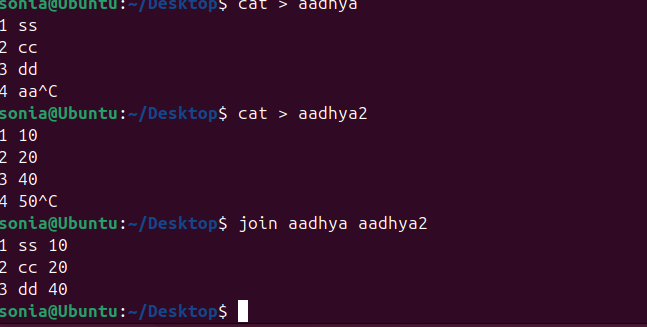 sonia@Ubuntu:~/Desktop$ cat > aadhya
1 ss
2 cc
3 dd
4 aa^C
sonia@Ubuntu:~/Desktop$ cat > aadhya2
1 10
2 20
3 40
4 50^C
sonia@Ubuntu:~/Desktop$ join aadhya aadhya2
1 ss 10
2 cc 20
3 dd 40
sonia@Ubuntu:~/Desktop$